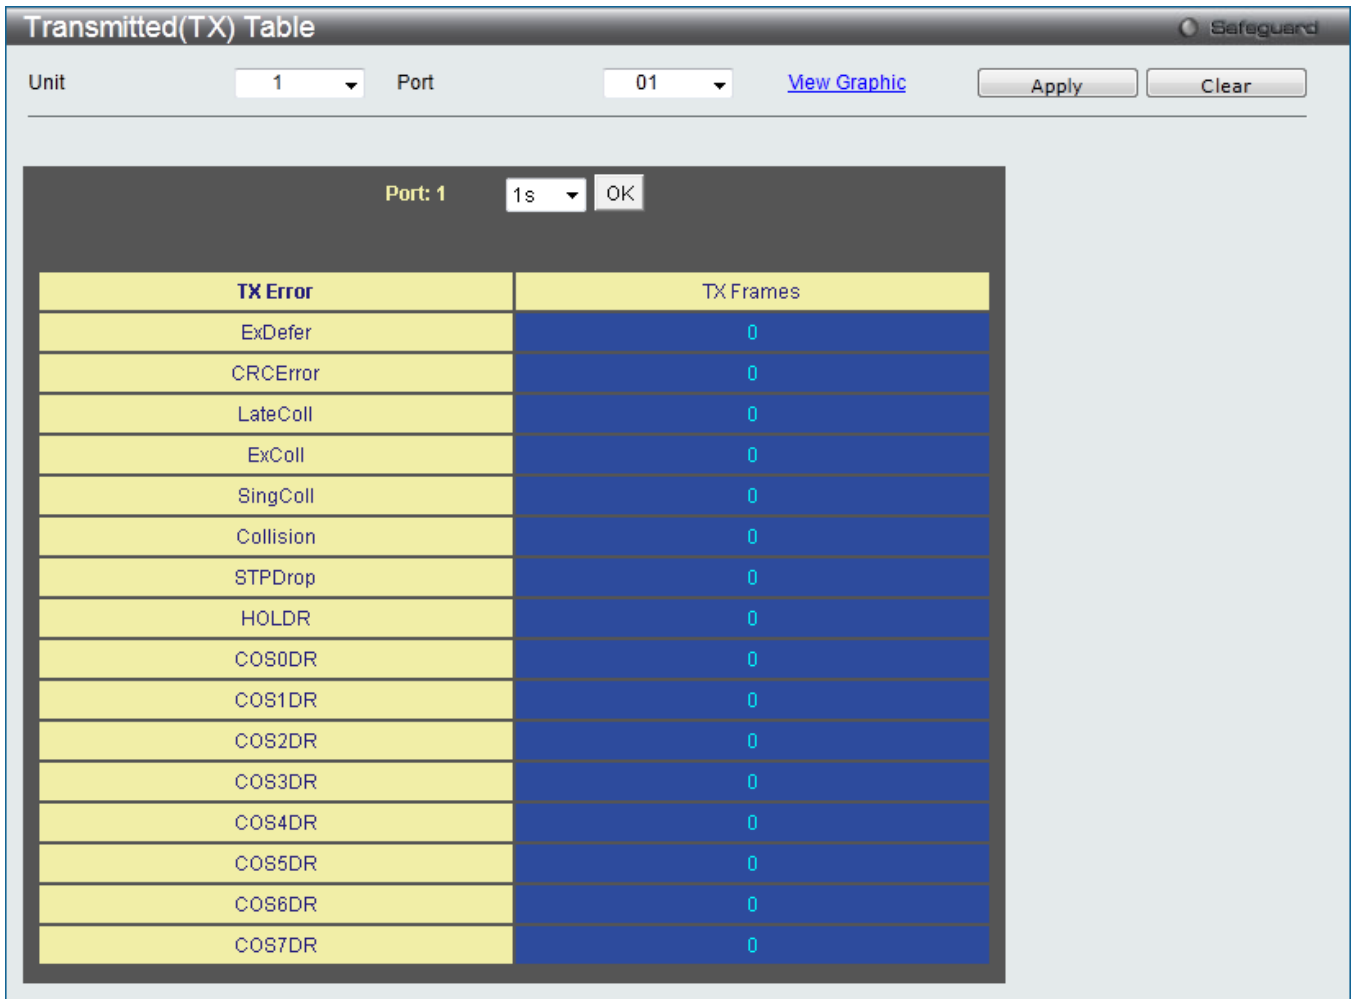 Transmitted(TX) Table Safeguard
Unit 1 Port 01 View Graphic Apply Clear
Port: 1 1s OK
TX Error TX Frames
ExDefer 0
CRCError 0
LateColl 0
ExColl 0
SingColl 0
Collision 0
STPDrop 0
HOLDR 0
COS0DR 0
COS1DR 0
COS2DR 0
COS3DR 0
COS4DR 0
COS5DR 0
COS6DR 0
COS7DR 0